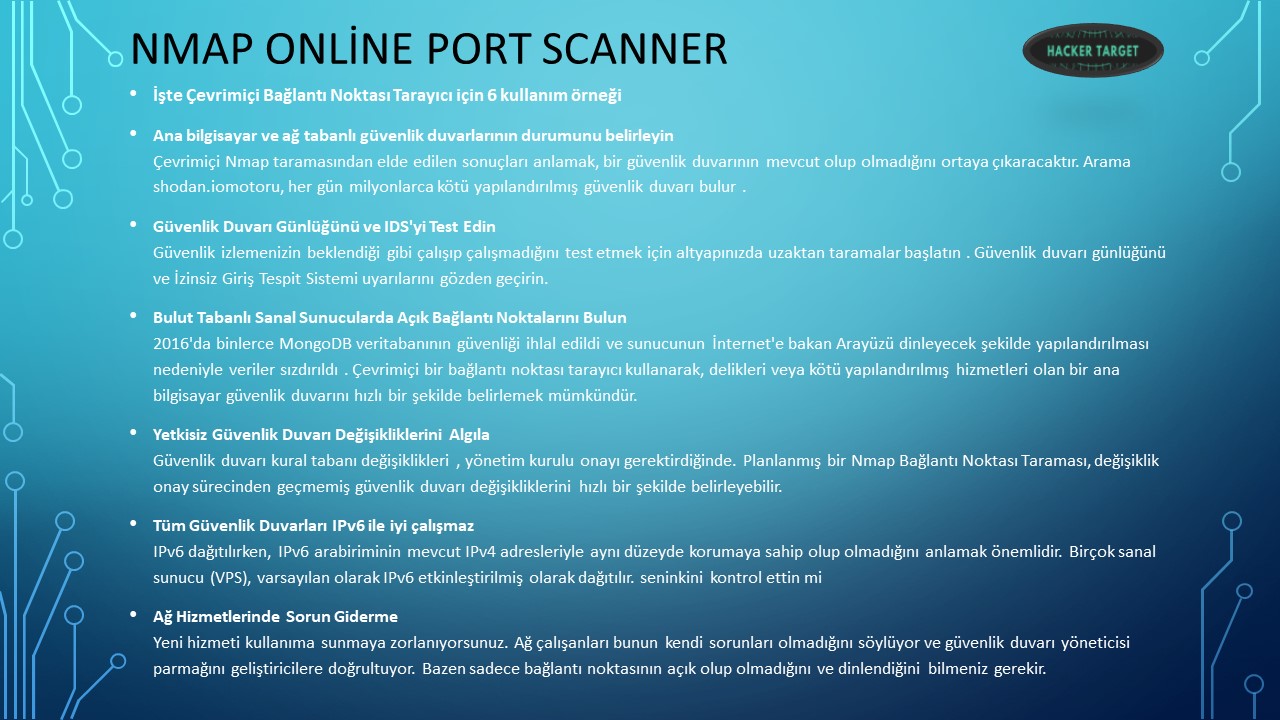 NMAP ONLİNE PORT SCANNER
HACKER TARGET
• İşte Çevrimiçi Bağlantı Noktası Tarayıcı için 6 kullanım örneği
• Ana bilgisayar ve ağ tabanlı güvenlik duvarlarının durumunu belirleyin
Çevrimiçi Nmap taramasından elde edilen sonuçları anlamak, bir güvenlik duvarının mevcut olup olmadığını ortaya çıkaracaktır. Arama
shodan.iomotoru, her gün milyonlarca kötü yapılandırılmış güvenlik duvarı bulur .
• Güvenlik Duvarı Günlüğünü ve IDS'yi Test Edin
Güvenlik izlemenizin beklendiği gibi çalışıp çalışmadığını test etmek için altyapınızda uzaktan taramalar başlatın . Güvenlik duvarı günlüğünü
ve İzinsiz Giriş Tespit Sistemi uyarılarını gözden geçirin.
• Bulut Tabanlı Sanal Sunucularda Açık Bağlantı Noktalarını Bulun
2016'da binlerce MongoDB veritabanının güvenliği ihlal edildi ve sunucunun İnternet'e bakan Arayüzü dinleyecek şekilde yapılandırılması
nedeniyle veriler sızdırıldı . Çevrimiçi bir bağlantı noktası tarayıcı kullanarak, delikleri veya kötü yapılandırılmış hizmetleri olan bir ana
bilgisayar güvenlik duvarını hızlı bir şekilde belirlemek mümkündür.
• Yetkisiz Güvenlik Duvarı Değişikliklerini Algıla
Güvenlik duvarı kural tabanı değişiklikleri , yönetim kurulu onayı gerektirdiğinde. Planlanmış bir Nmap Bağlantı Noktası Taraması, değişiklik
onay sürecinden geçmemiş güvenlik duvarı değişikliklerini hızlı bir şekilde belirleyebilir.
• Tüm Güvenlik Duvarları IPv6 ile iyi çalışmaz
IPv6 dağıtılırken, IPv6 arabiriminin mevcut IPv4 adresleriyle aynı düzeyde korumaya sahip olup olmadığını anlamak önemlidir. Birçok sanal
sunucu (VPS), varsayılan olarak IPv6 etkinleştirilmiş olarak dağıtılır. seninkini kontrol ettin mi
• Ağ Hizmetlerinde Sorun Giderme
Yeni hizmeti kullanıma sunmaya zorlanıyorsunuz. Ağ çalışanları bunun kendi sorunları olmadığını söylüyor ve güvenlik duvarı yöneticisi
parmağını geliştiricilere doğrultuyor. Bazen sadece bağlantı noktasının açık olup olmadığını ve dinlendiğini bilmeniz gerekir.